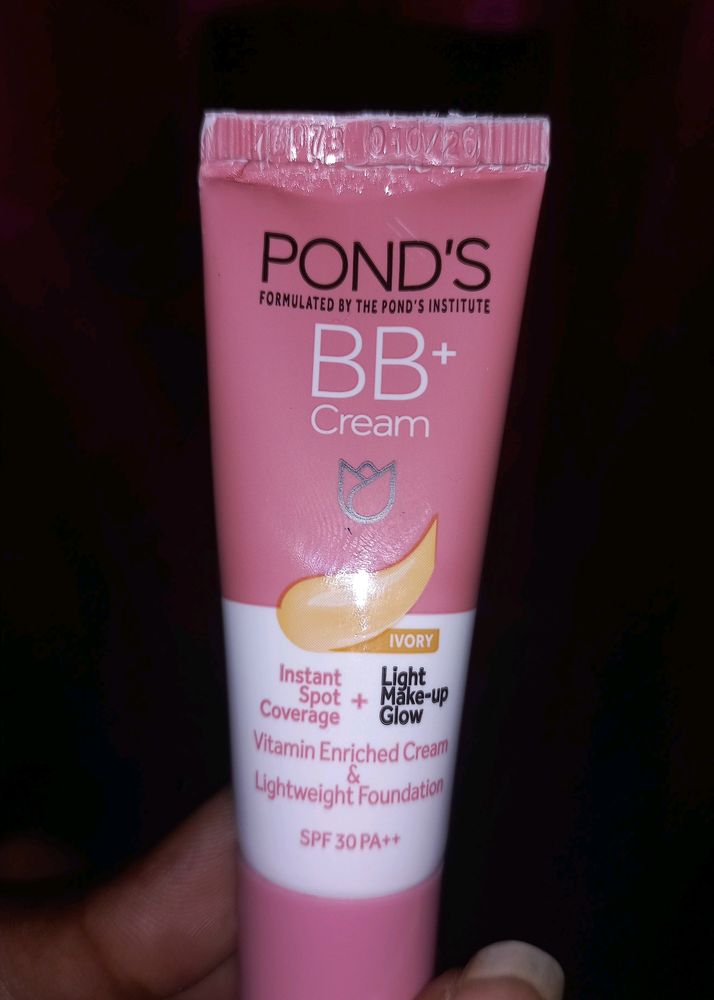 POND'S
FORMULATED BY THE POND'S INSTITUTE
BB+
Cream
IVORY
Instant
Spot
Coverage
+
Light
Make-up
Glow
Vitamin Enriched Cream
&
Lightweight Foundation
SPF 30 PA++